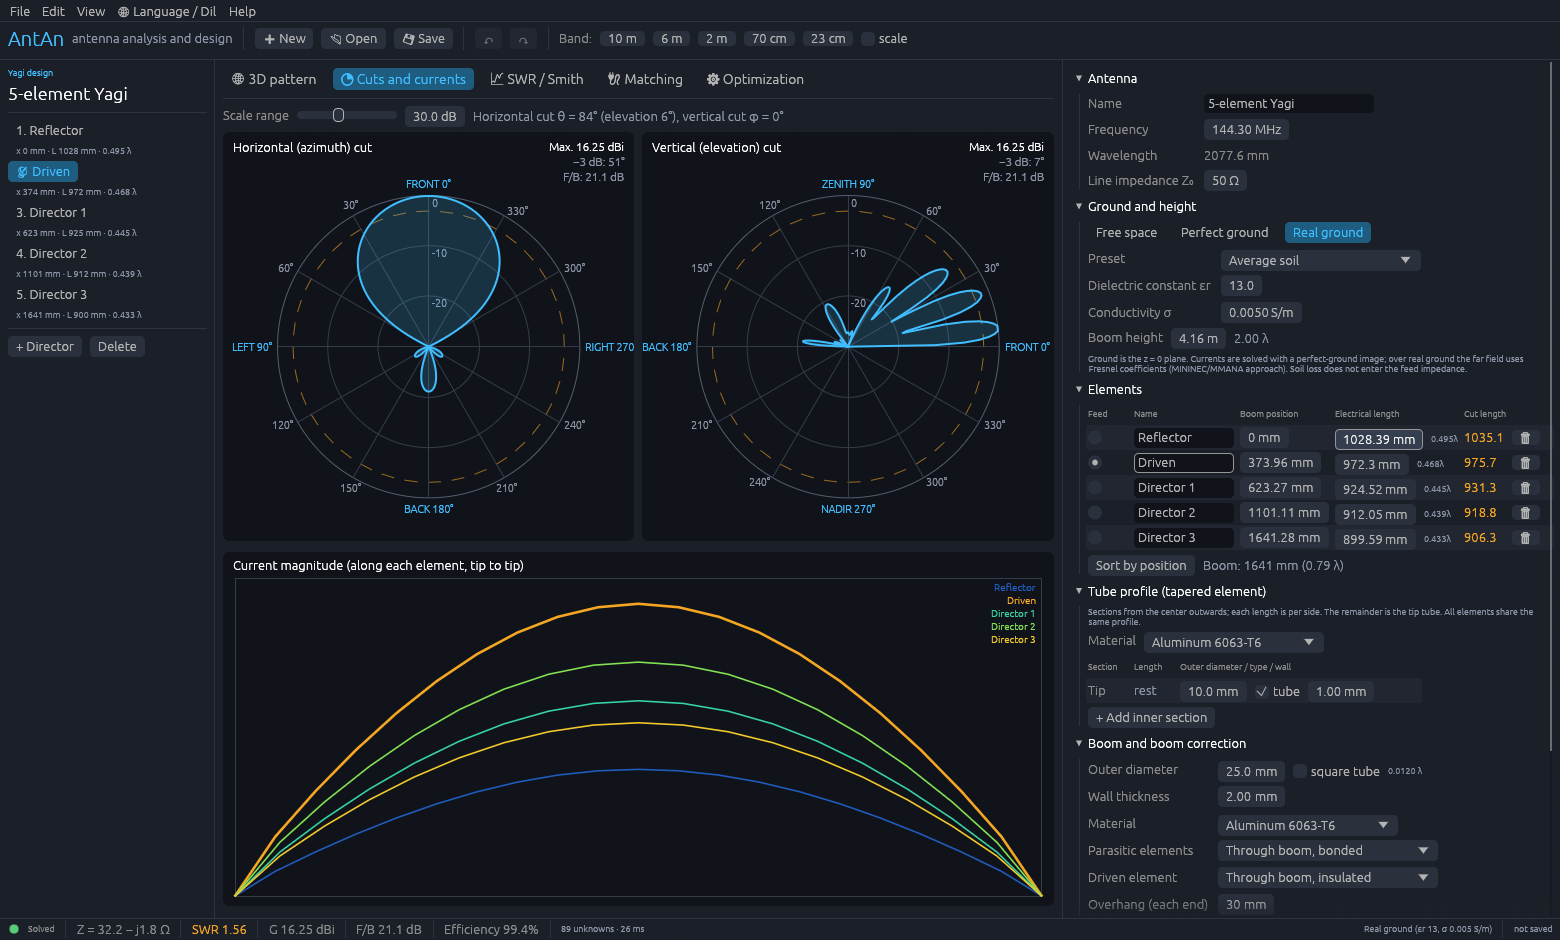 File Edit View Language / Dil Help
AntAn antenna analysis and design + New Open Save Band: 10 m 6 m 2 m 70 cm 23 cm scale
Yagi design
5-element Yagi
1. Reflector
x 0 mm · L 1028 mm · 0.495 λ
Driven
x 374 mm · L 972 mm · 0.468 λ
3. Director 1
x 623 mm · L 925 mm · 0.445 λ
4. Director 2
x 1101 mm · L 912 mm · 0.439 λ
5. Director 3
x 1641 mm · L 900 mm · 0.433 λ
+ Director Delete
3D pattern Cuts and currents SWR / Smith Matching Optimization
Scale range 30.0 dB Horizontal cut θ = 84° (elevation 6°), vertical cut φ = 0°
Horizontal (azimuth) cut
Max. 16.25 dBi
−3 dB: 51°
F/B: 21.1 dB
FRONT 0°
30° 0 330°
-10
60° 300°
-20
LEFT 90° RIGHT 270
120° 240°
150° 210°
BACK 180°
Vertical (elevation) cut
Max. 16.25 dBi
−3 dB: 7°
F/B: 21.1 dB
ZENITH 90°
120° 0 60°
-10
150° 30°
-20
BACK 180° FRONT 0°
210° 330°
240° 300°
NADIR 270°
Current magnitude (along each element, tip to tip)
Reflector
Driven
Director 1
Director 2
Director 3
Antenna
Name 5-element Yagi
Frequency 144.30 MHz
Wavelength 2077.6 mm
Line impedance Z₀ 50 Ω
Ground and height
Free space Perfect ground Real ground
Preset Average soil
Dielectric constant εr 13.0
Conductivity σ 0.0050 S/m
Boom height 4.16 m 2.00 λ
Ground is the z = 0 plane. Currents are solved with a perfect-ground image; over real ground the far field uses
Fresnel coefficients (MININEC/MMANA approach). Soil loss does not enter the feed impedance.
Elements
Feed Name Boom position Electrical length Cut length
Reflector 0 mm 1028.39 mm 0.495λ 1035.1
Driven 373.96 mm 972.3 mm 0.468λ 975.7
Director 1 623.27 mm 924.52 mm 0.445λ 931.3
Director 2 1101.11 mm 912.05 mm 0.439λ 918.8
Director 3 1641.28 mm 899.59 mm 0.433λ 906.3
Sort by position Boom: 1641 mm (0.79 λ)
Tube profile (tapered element)
Sections from the center outwards; each length is per side. The remainder is the tip tube. All elements share the
same profile.
Material Aluminum 6063-T6
Section Length Outer diameter / type / wall
Tip rest 10.0 mm tube 1.00 mm
+ Add inner section
Boom and boom correction
Outer diameter 25.0 mm square tube 0.0120 λ
Wall thickness 2.00 mm
Material Aluminum 6063-T6
Parasitic elements Through boom, bonded
Driven element Through boom, insulated
Overhang (each end) 30 mm
Solved Z = 32.2 − j1.8 Ω SWR 1.56 G 16.25 dBi F/B 21.1 dB Efficiency 99.4% 89 unknowns · 26 ms Real ground (εr 13, σ 0.005 S/m) not saved